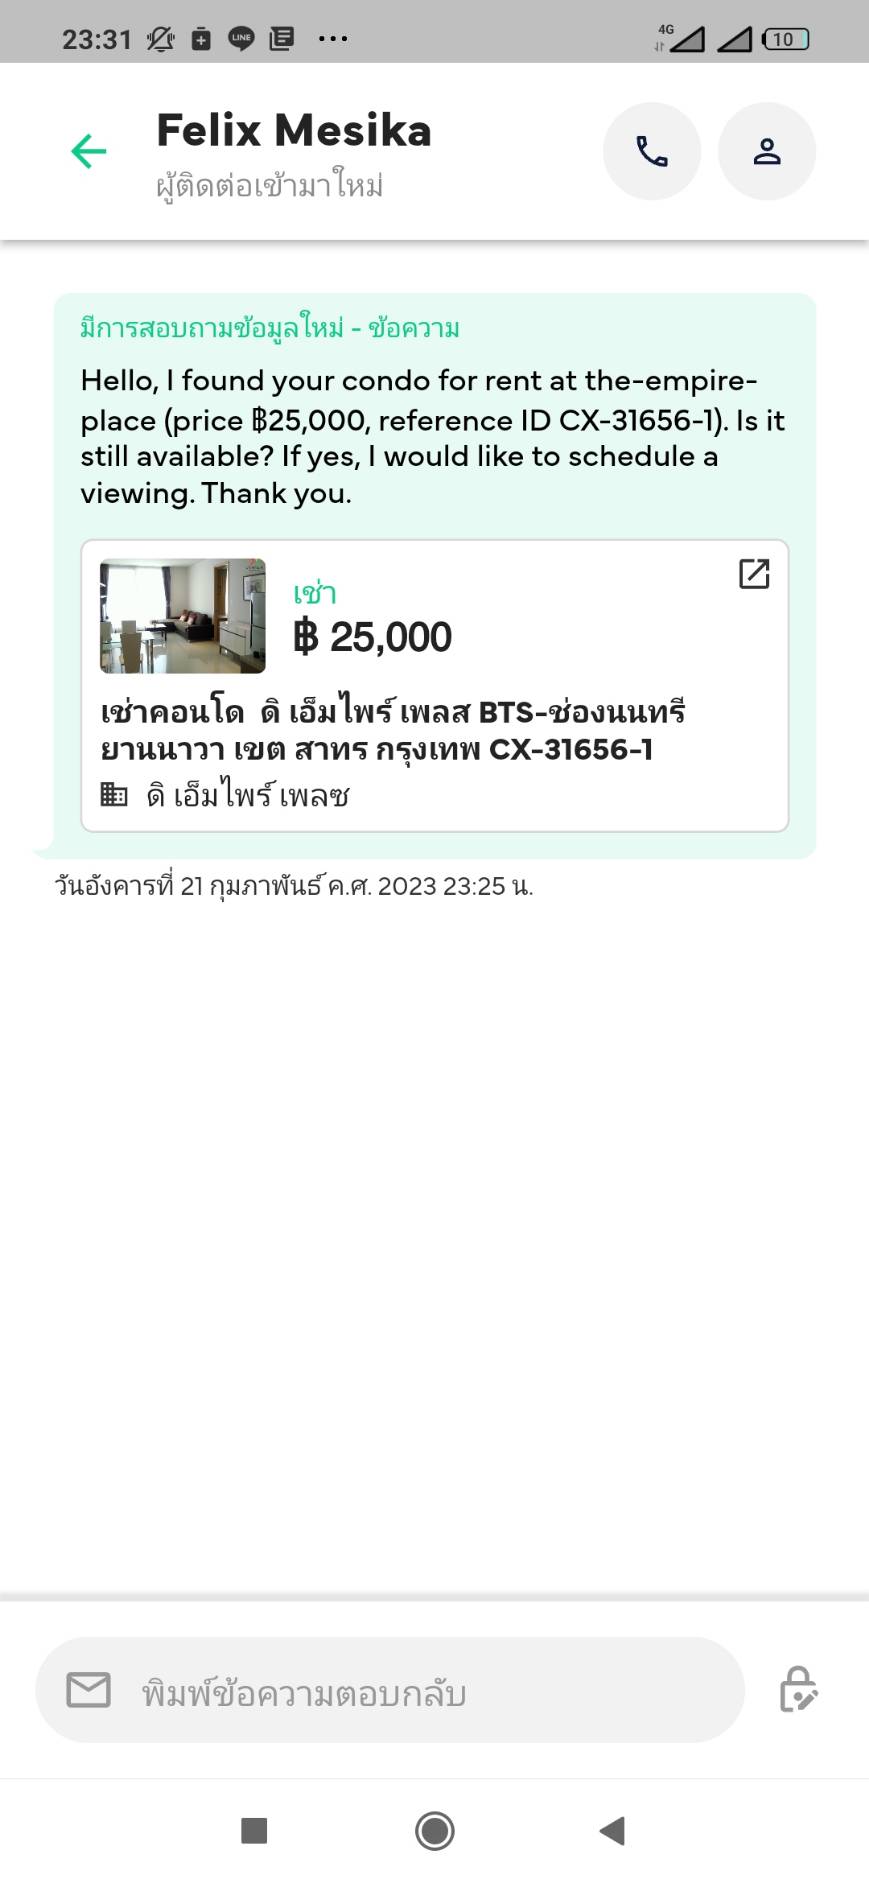 23:31
LINE
4G
10
Felix Mesika
ผู้ติดต่อเข้ามาใหม่
มีการสอบถามข้อมูลใหม่ - ข้อความ
Hello, I found your condo for rent at the-empire-
place (price ฿25,000, reference ID CX-31656-1). Is it
still available? If yes, I would like to schedule a
viewing. Thank you.
เช่า
฿ 25,000
เช่าคอนโด ดิ เอ็มไพร์ เพลส BTS-ช่องนนทรี
ยานนาวา เขต สาทร กรุงเทพ CX-31656-1
ดิ เอ็มไพร์ เพลซ
วันอังคารที่ 21 กุมภาพันธ์ ค.ศ. 2023 23:25 น.
พิมพ์ข้อความตอบกลับ